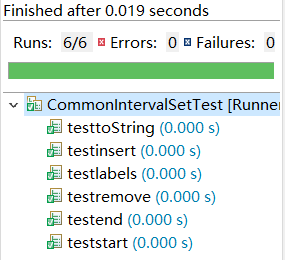 Finished after 0.019 seconds
Runs: 6/6 Errors: 0 Failures: 0
CommonIntervalSetTest [Runner
testtoString (0.000 s)
testinsert (0.000 s)
testlabels (0.000 s)
testremove (0.000 s)
testend (0.000 s)
teststart (0.000 s)